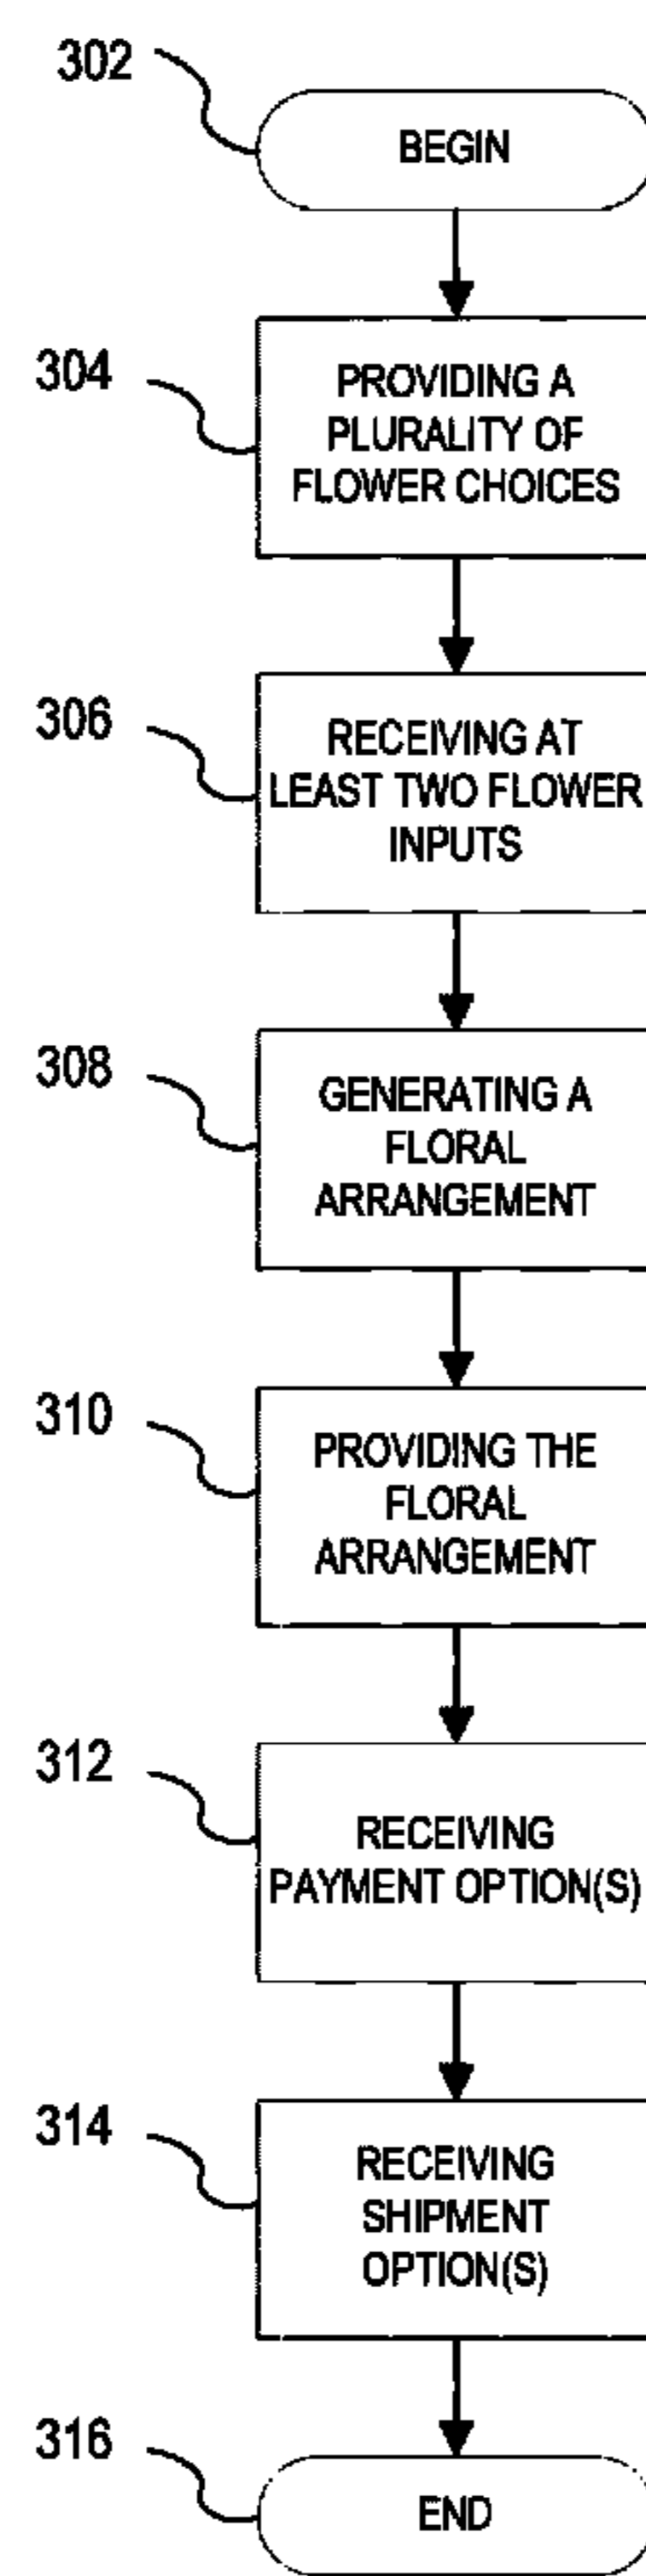 302
BEGIN
304
PROVIDING A
PLURALITY OF
FLOWER CHOICES
306
RECEIVING AT
LEAST TWO FLOWER
INPUTS
308
GENERATING A
FLORAL
ARRANGEMENT
310
PROVIDING THE
FLORAL
ARRANGEMENT
312
RECEIVING
PAYMENT OPTION(S)
314
RECEIVING
SHIPMENT
OPTION(S)
316
END